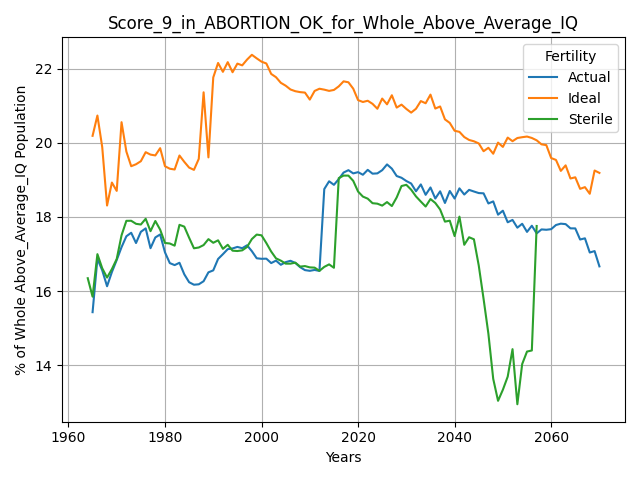 Score_9_in_ABORTION_OK_for_Whole_Above_Average_IQ
% of Whole Above_Average_IQ Population
22
20
18
16
14
Fertility
Actual
Ideal
Sterile
1960
1980
2000
2020
2040
2060
Years